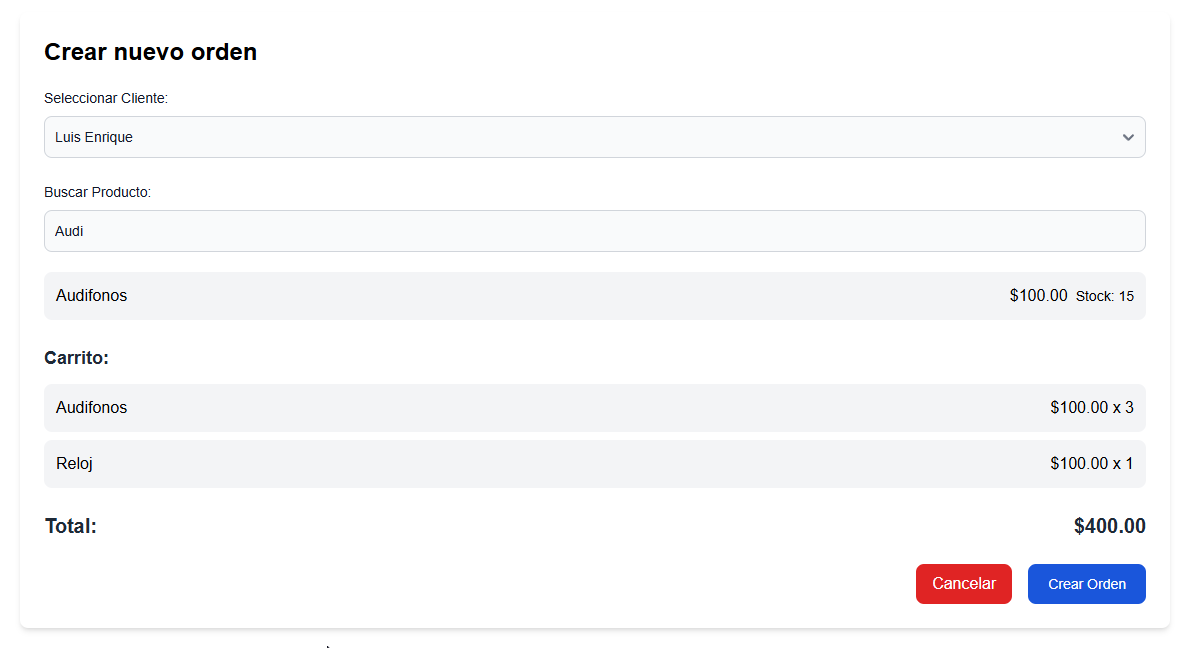 Crear nuevo orden
Seleccionar Cliente:
Luis Enrique
Buscar Producto:
Audi
Audifonos $100.00 Stock: 15
Carrito:
Audifonos $100.00 x 3
Reloj $100.00 x 1
Total: $400.00
Cancelar Crear Orden